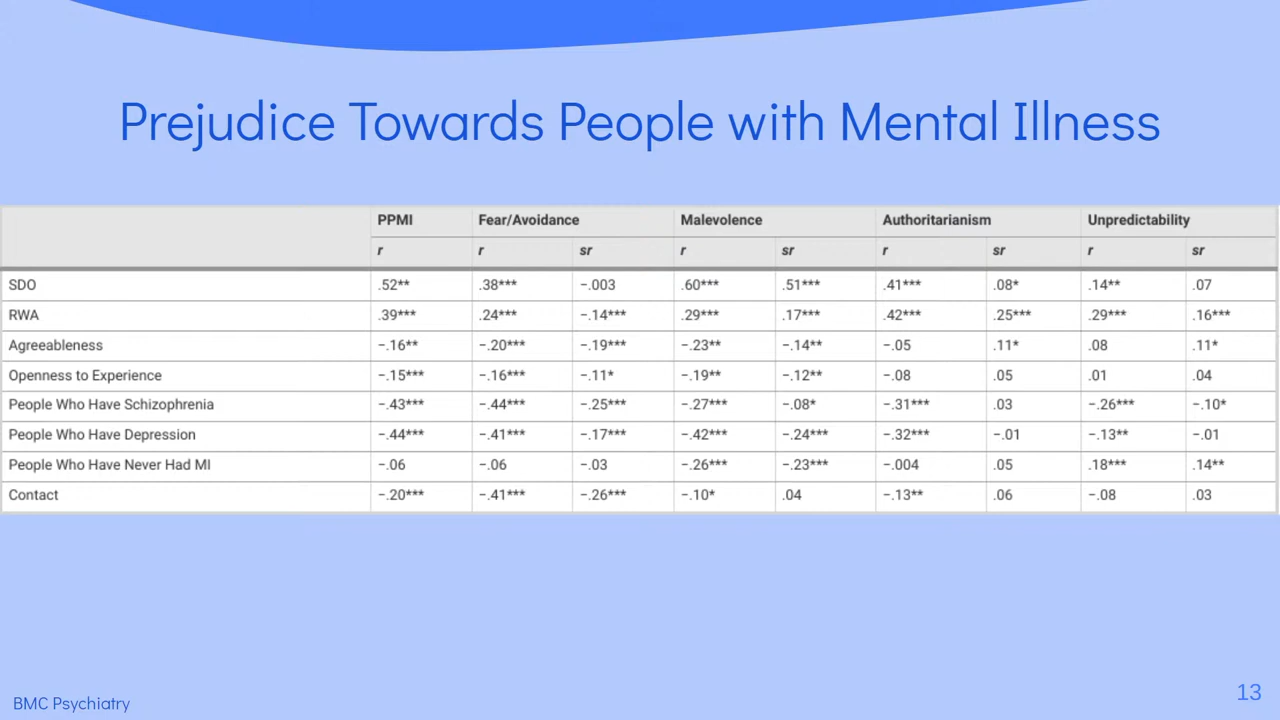 Prejudice Towards People with Mental Illness
PPMI Fear/Avoidance Malevolence Authoritarianism Unpredictability
r r sr r sr r sr r sr
SDO .52** .38*** −.003 .60*** .51*** .41*** .08* .14** .07
RWA .39*** .24*** −.14*** .29*** .17*** .42*** .25*** .29*** .16***
Agreeableness −.16** −.20*** −.19*** −.23** −.14** −.05 .11* .08 .11*
Openness to Experience −.15*** −.16*** −.11* −.19** −.12** −.08 .05 .01 .04
People Who Have Schizophrenia −.43*** −.44*** −.25*** −.27*** −.08* −.31*** .03 −.26*** −.10*
People Who Have Depression −.44*** −.41*** −.17*** −.42*** −.24*** −.32*** −.01 −.13** −.01
People Who Have Never Had MI −.06 −.06 −.03 −.26*** −.23*** −.004 .05 .18*** .14**
Contact −.20*** −.41*** −.26*** −.10* .04 −.13** .06 −.08 .03
BMC Psychiatry
13